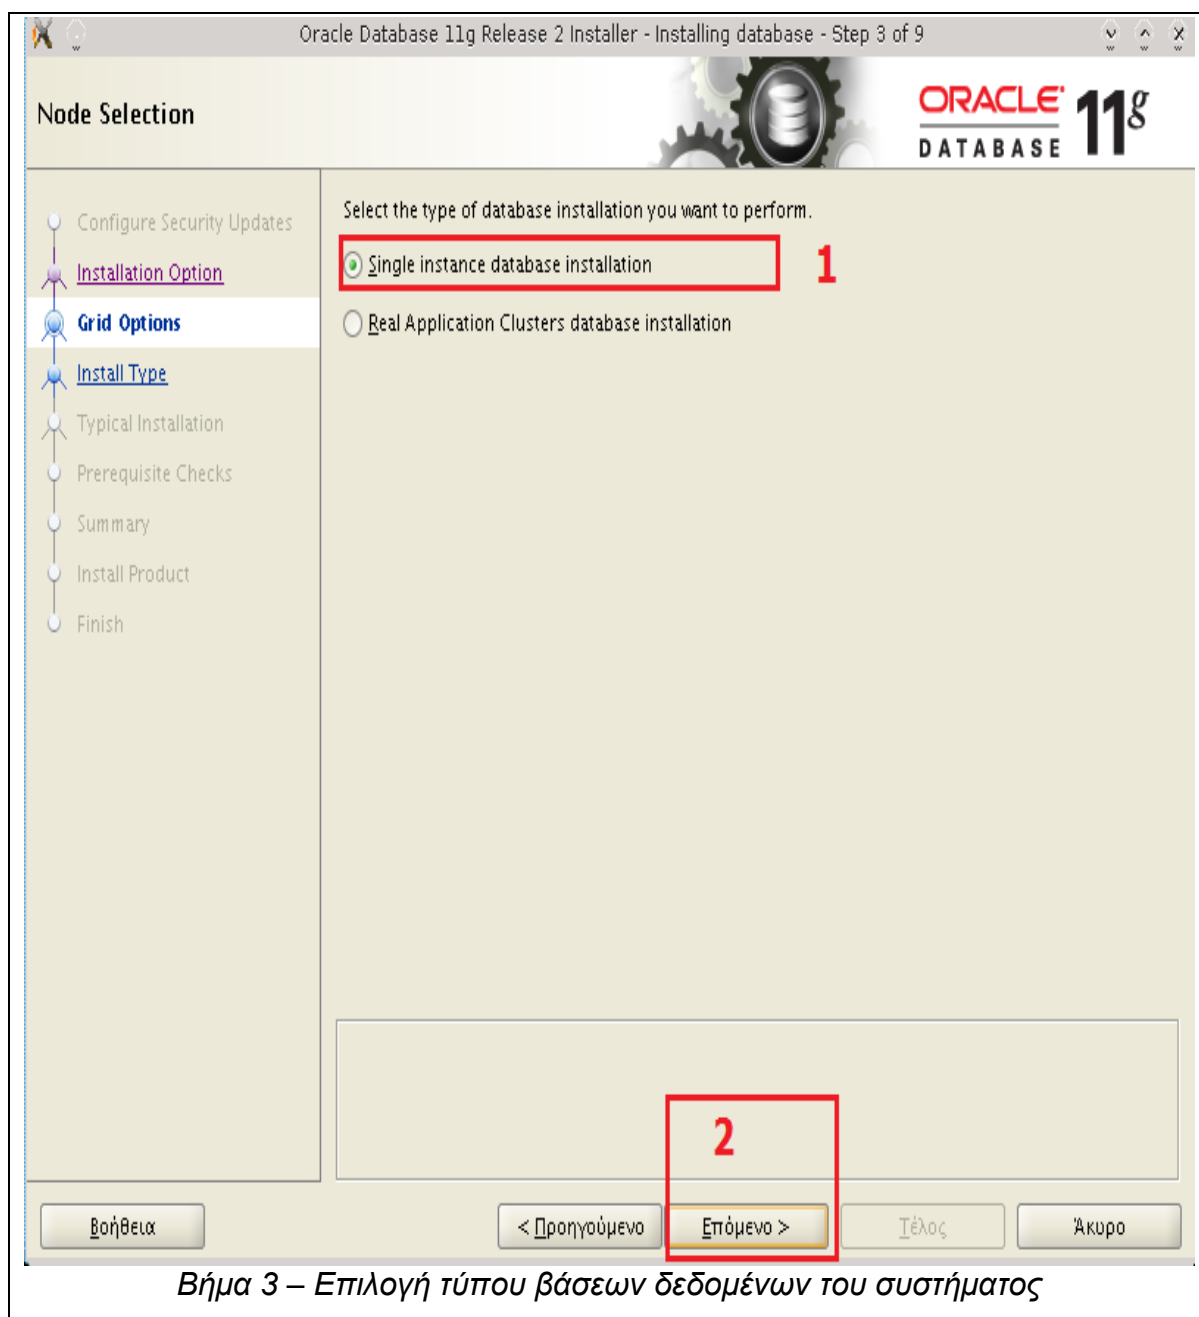 Oracle Database 11g Release 2 Installer - Installing database - Step 3 of 9
Node Selection
ORACLE DATABASE 11g
Configure Security Updates
Installation Option
Grid Options
Install Type
Typical Installation
Prerequisite Checks
Summary
Install Product
Finish
Select the type of database installation you want to perform.
Single instance database installation
1
Real Application Clusters database installation
2
Βοήθεια
< Προηγούμενο
Επόμενο >
Τέλος
Άκυρο
Βήμα 3 – Επιλογή τύπου βάσεων δεδομένων του συστήματος